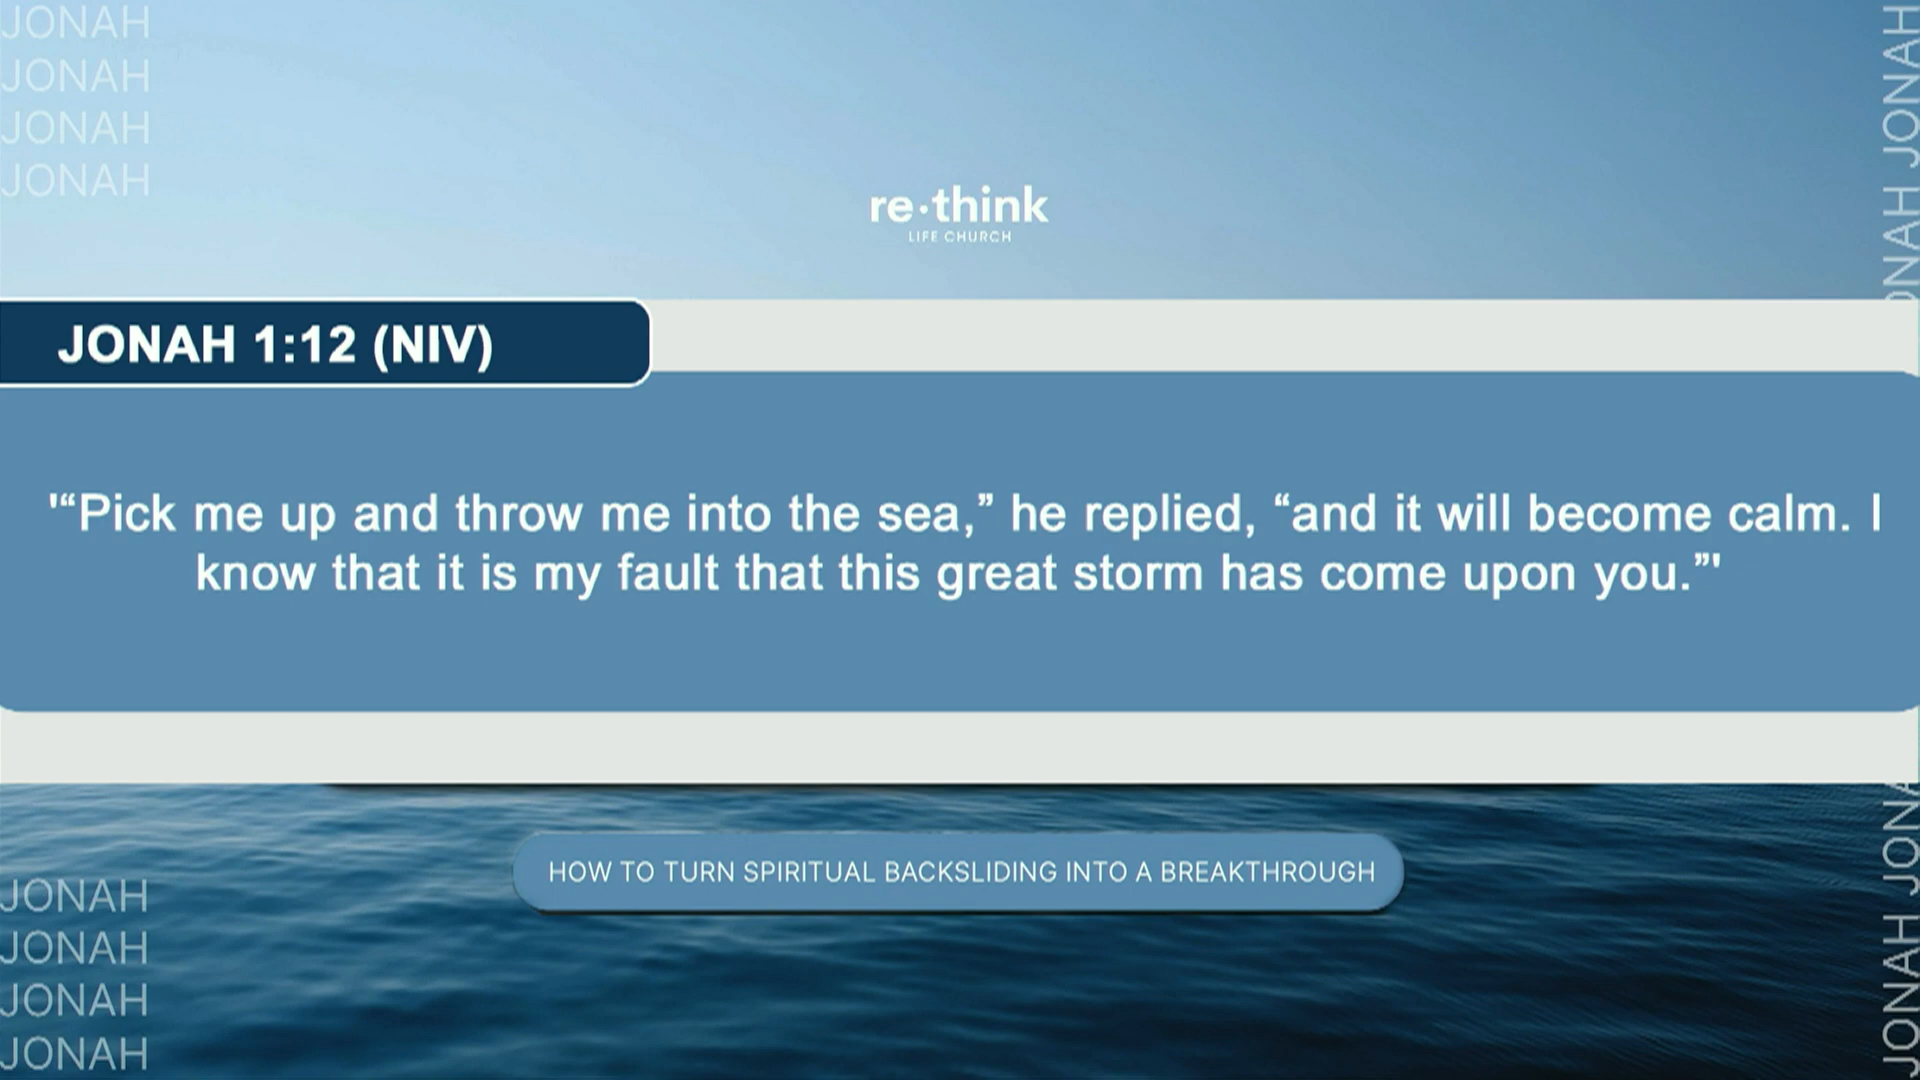 JONAH
JONAH
JONAH
JONAH
re·think
LIFE CHURCH
JONAH 1:12 (NIV)
'“Pick me up and throw me into the sea,” he replied, “and it will become calm. I
know that it is my fault that this great storm has come upon you.”'
HOW TO TURN SPIRITUAL BACKSLIDING INTO A BREAKTHROUGH
JONAH
JONAH
JONAH
JONAH
JONAH
JONAH